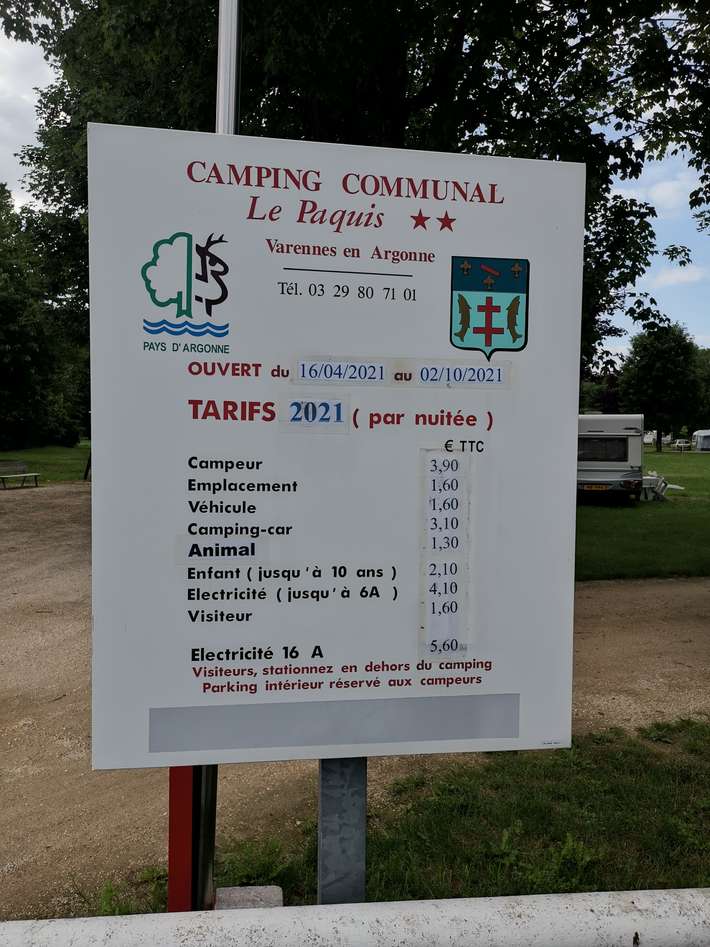 CAMPING COMMUNAL
Le Paquis ★★
Varennes en Argonne
Tél. 03 29 80 71 01
PAYS D'ARGONNE
OUVERT du 16/04/2021 au 02/10/2021
TARIFS 2021 ( par nuitée )
€ TTC
Campeur 3,90
Emplacement 1,60
Véhicule 1,60
Camping-car 3,10
Animal 1,30
Enfant ( jusqu'à 10 ans ) 2,10
Electricité ( jusqu'à 6A ) 4,10
Visiteur 1,60
Electricité 16 A 5,60
Visiteurs, stationnez en dehors du camping
Parking intérieur réservé aux campeurs